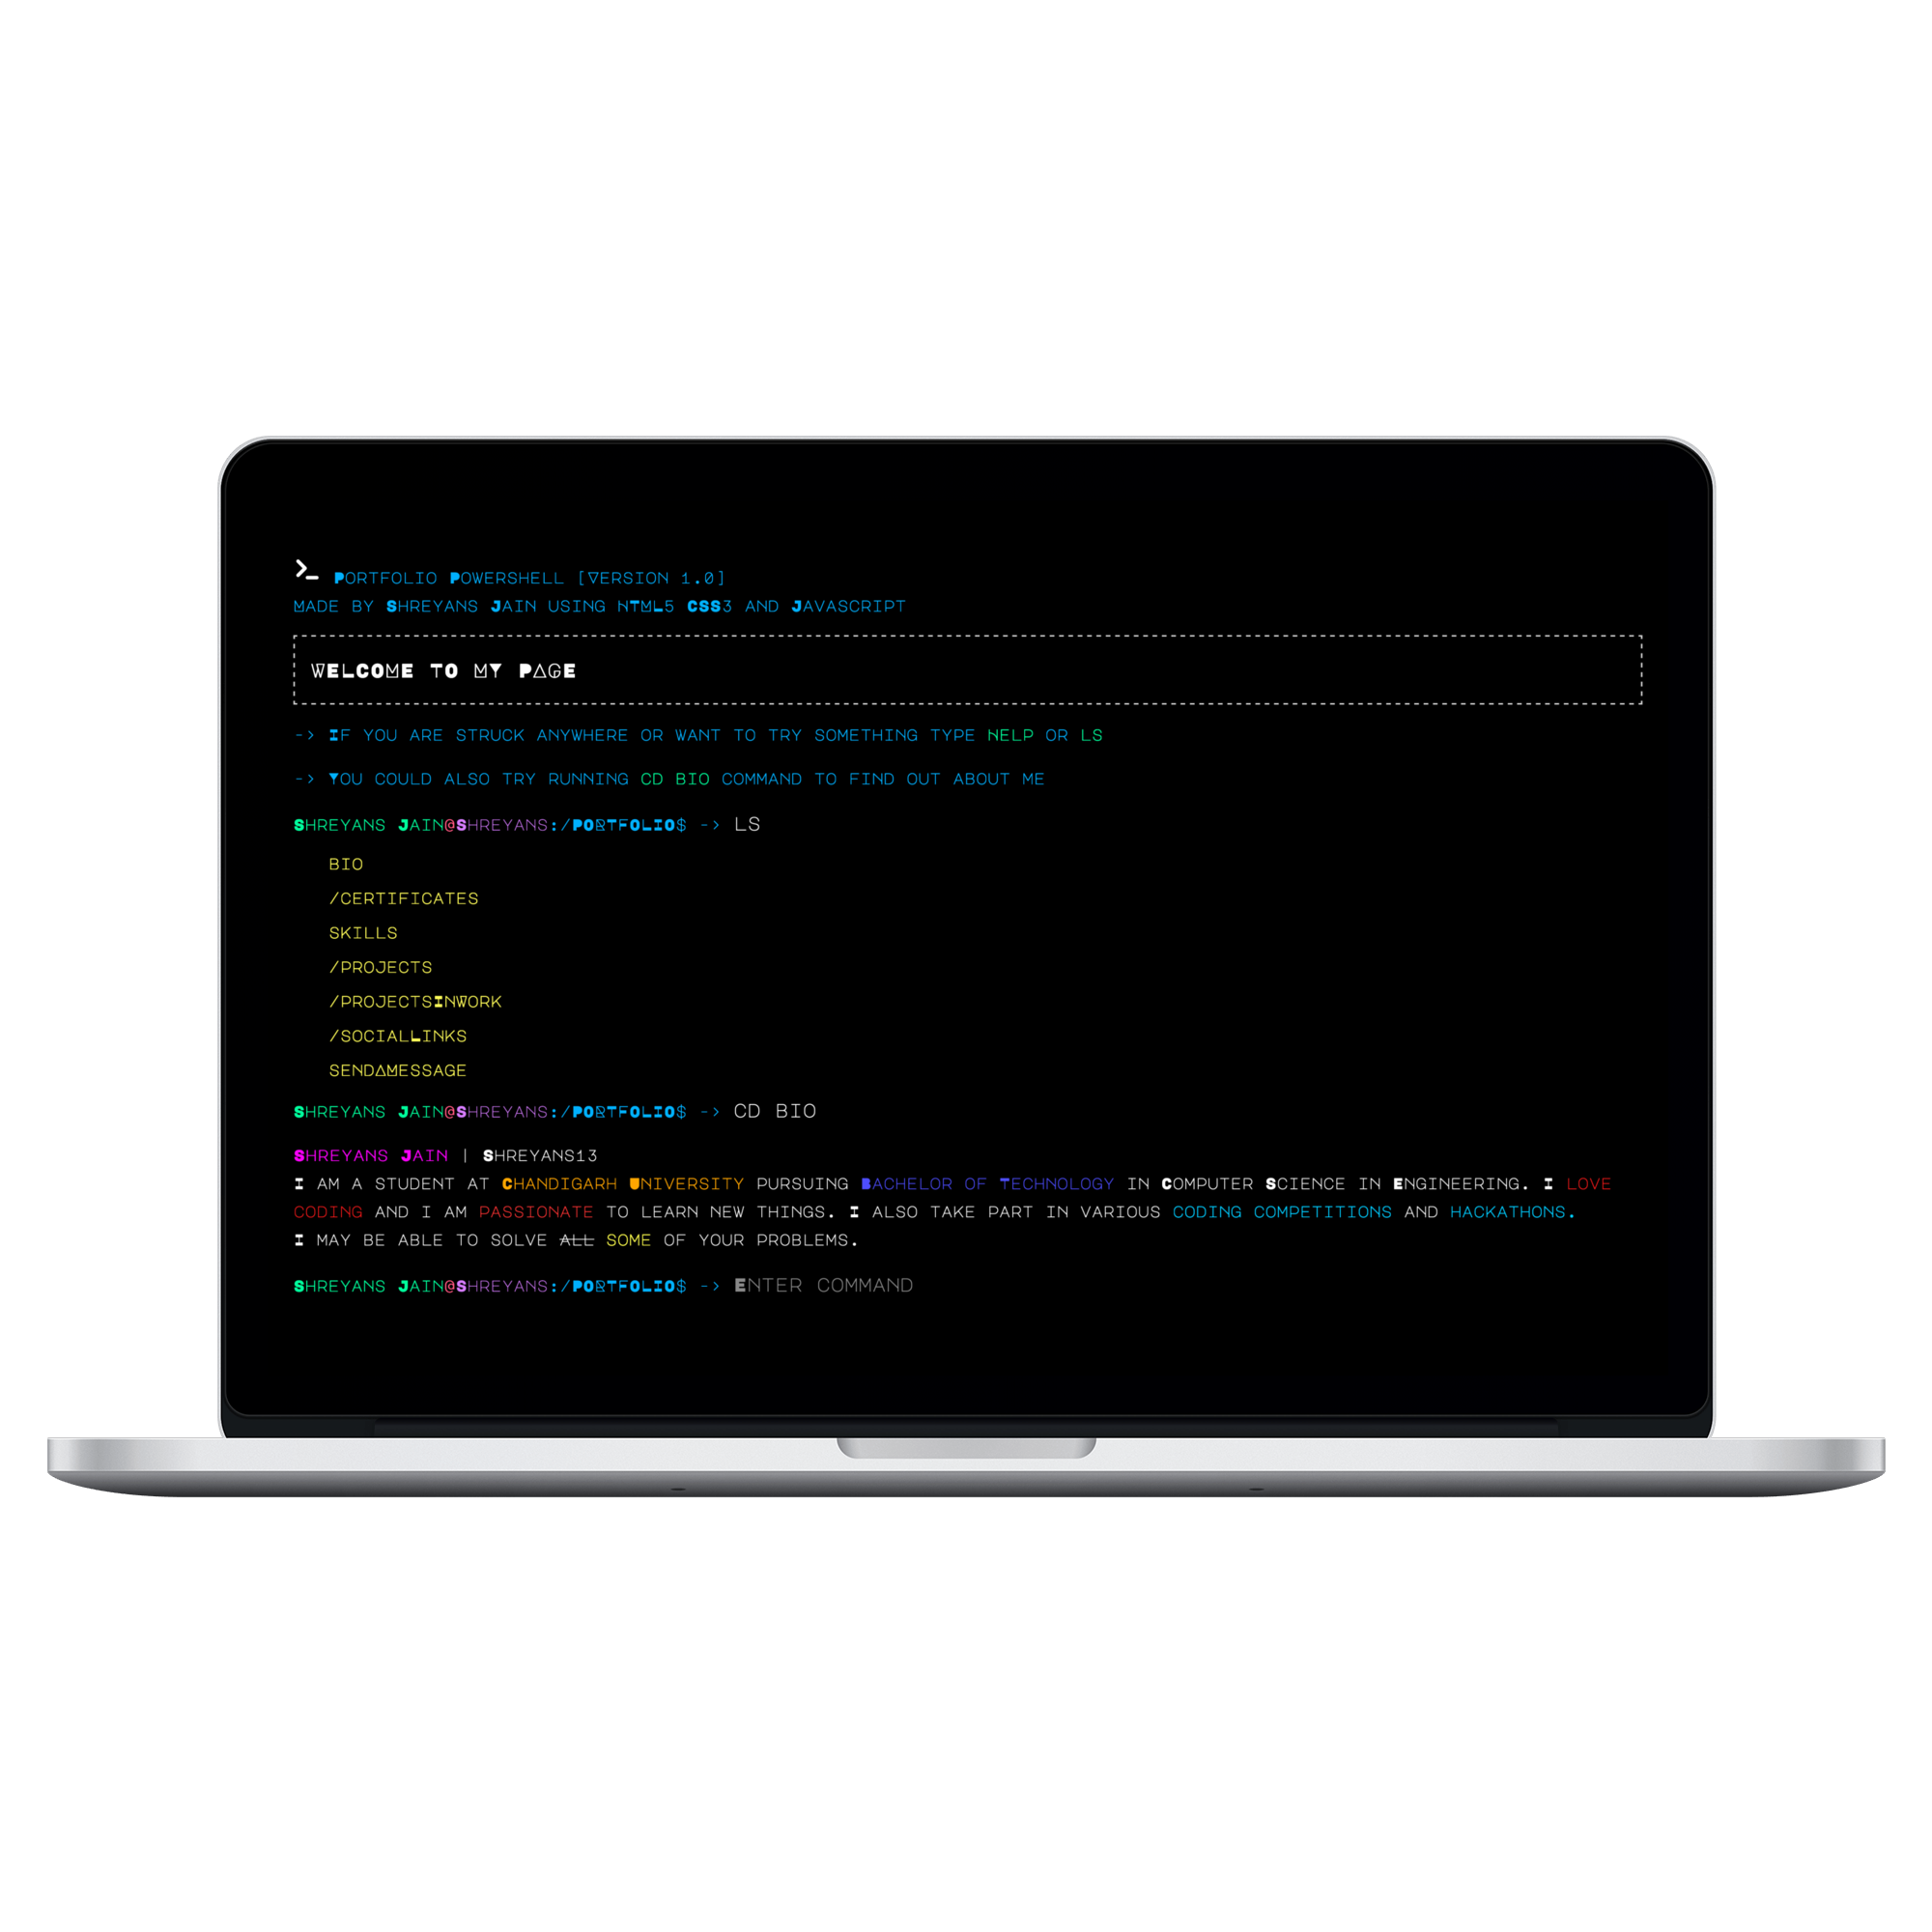 >_ Portfolio Powershell [Version 1.0]
made by Shreyans Jain using hTmL5 CSS3 and Javascript
WELCOME TO MY PAGE
-> If you are struck anywhere or want to try something type help or ls
-> You could also try running cd bio command to find out about me
Shreyans Jain@Shreyans:/PORTFOLIO$ -> ls
bio
/certificates
skills
/projects
/projectsInWork
/socialLinks
sendAmessage
Shreyans Jain@Shreyans:/PORTFOLIO$ -> cd bio
Shreyans Jain | Shreyans13
I am a student at Chandigarh University pursuing Bachelor of Technology in Computer Science in Engineering. I love
coding and i am passionate to learn new things. I also take part in various coding competitions and hackathons.
I may be able to solve all some of your problems.
Shreyans Jain@Shreyans:/PORTFOLIO$ -> Enter command